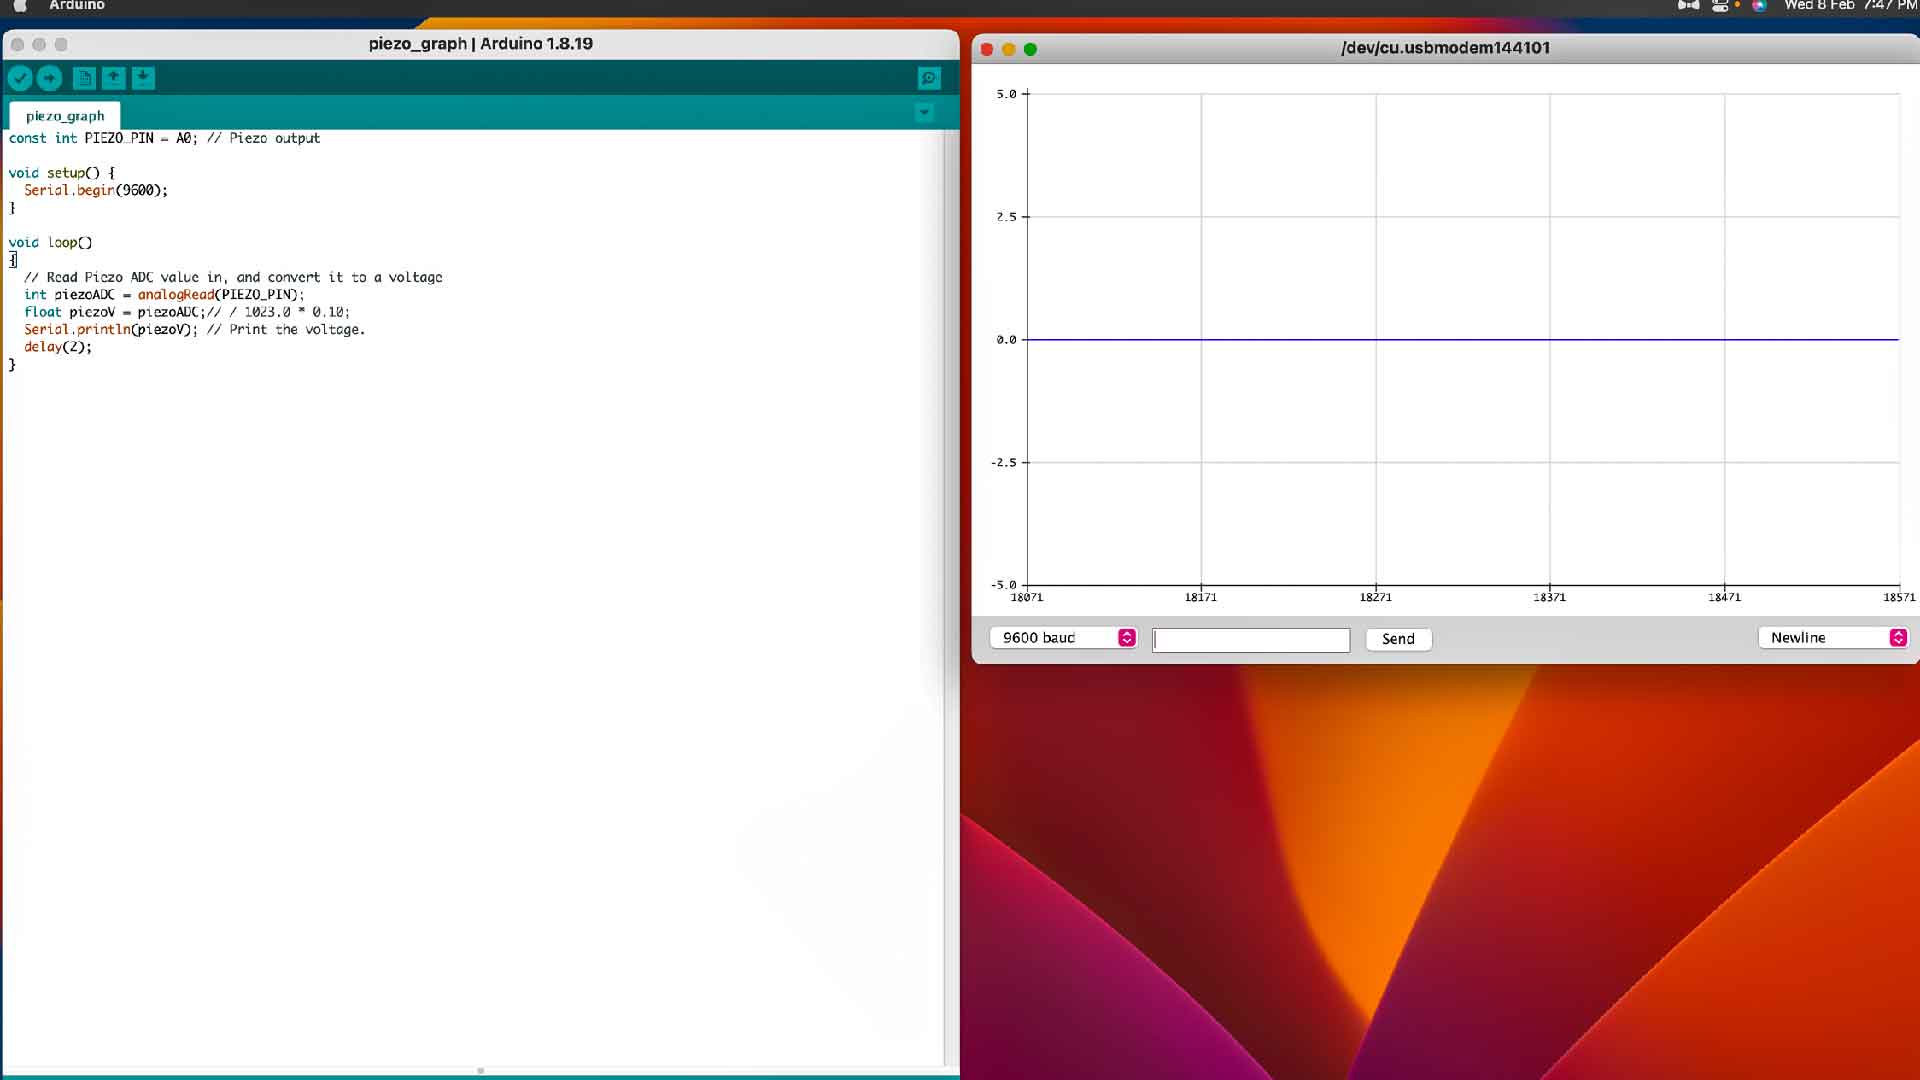 Arduino
Wed 8 Feb 7:47 PM
piezo_graph | Arduino 1.8.19
piezo_graph
const int PIEZO_PIN = A0; // Piezo output
void setup() {
Serial.begin(9600);
}
void loop()
{
// Read Piezo ADC value in, and convert it to a voltage
int piezoADC = analogRead(PIEZO_PIN);
float piezoV = piezoADC;// / 1023.0 * 0.10;
Serial.println(piezoV); // Print the voltage.
delay(2);
}
/dev/cu.usbmodem144101
5.0
2.5
0.0
-2.5
-5.0
18071 18171 18271 18371 18471 18571
9600 baud Send Newline